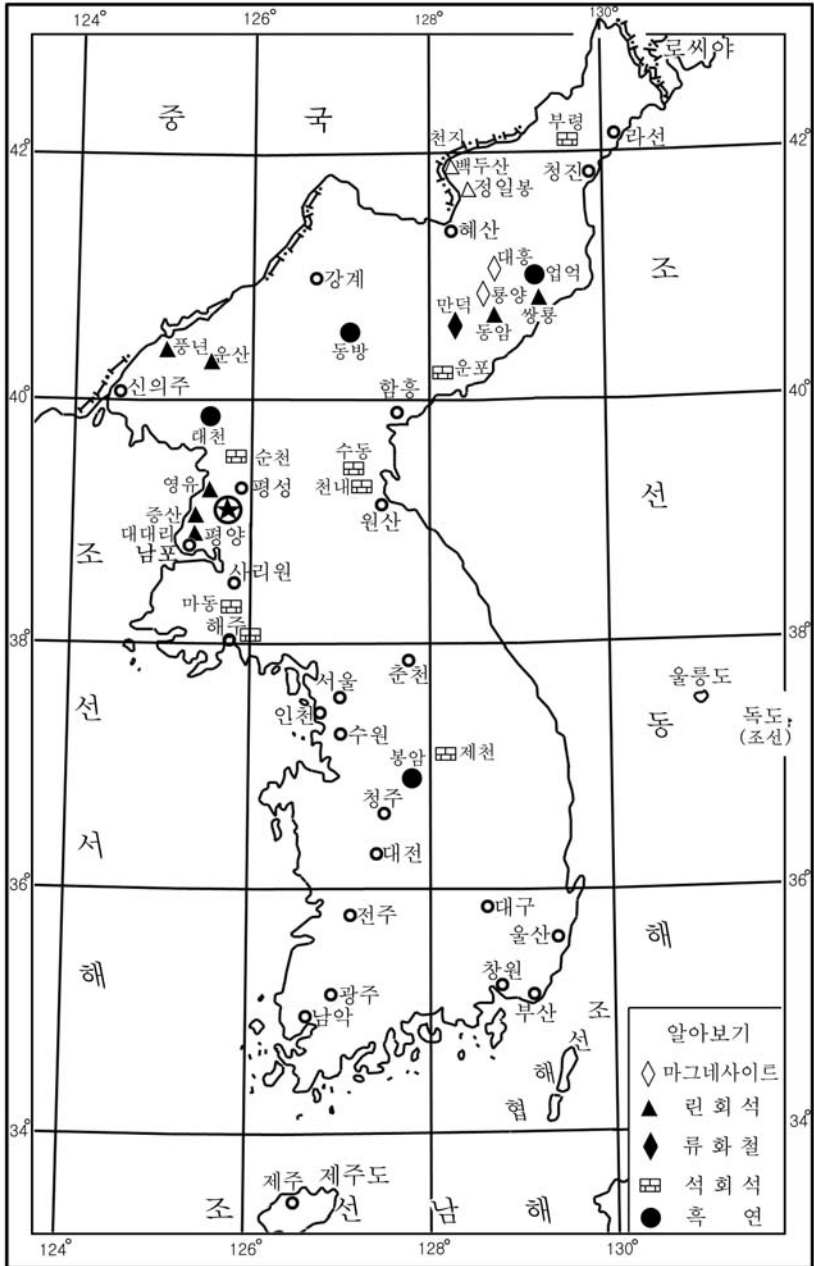 124°
126°
128°
130°
로씨야
중 국
부령
천지
라선
42°
42°
백두산
청진
정일봉
혜산
대흥
조
강계
업억
만덕
룡양
풍년
운산
동방
동암
쌍룡
신의주
운포
40°
함흥
40°
대천
순천
수동
영유
평성
천내
선
증산
원산
대대리
평양
조
남포
사리원
마동
해주
38°
38°
춘천
울릉도
서울
선
인천
동
독도
(조선)
수원
봉암
제천
청주
서
대전
36°
36°
대구
전주
울산
해
해
창원
광주
부산
조
남악
선
해
협
알아보기
마그네사이트
린 회 석
34°
34°
류 화 철
석 회 석
제주
제주도
흑 연
조 선 남 해
124°
126°
128°
130°